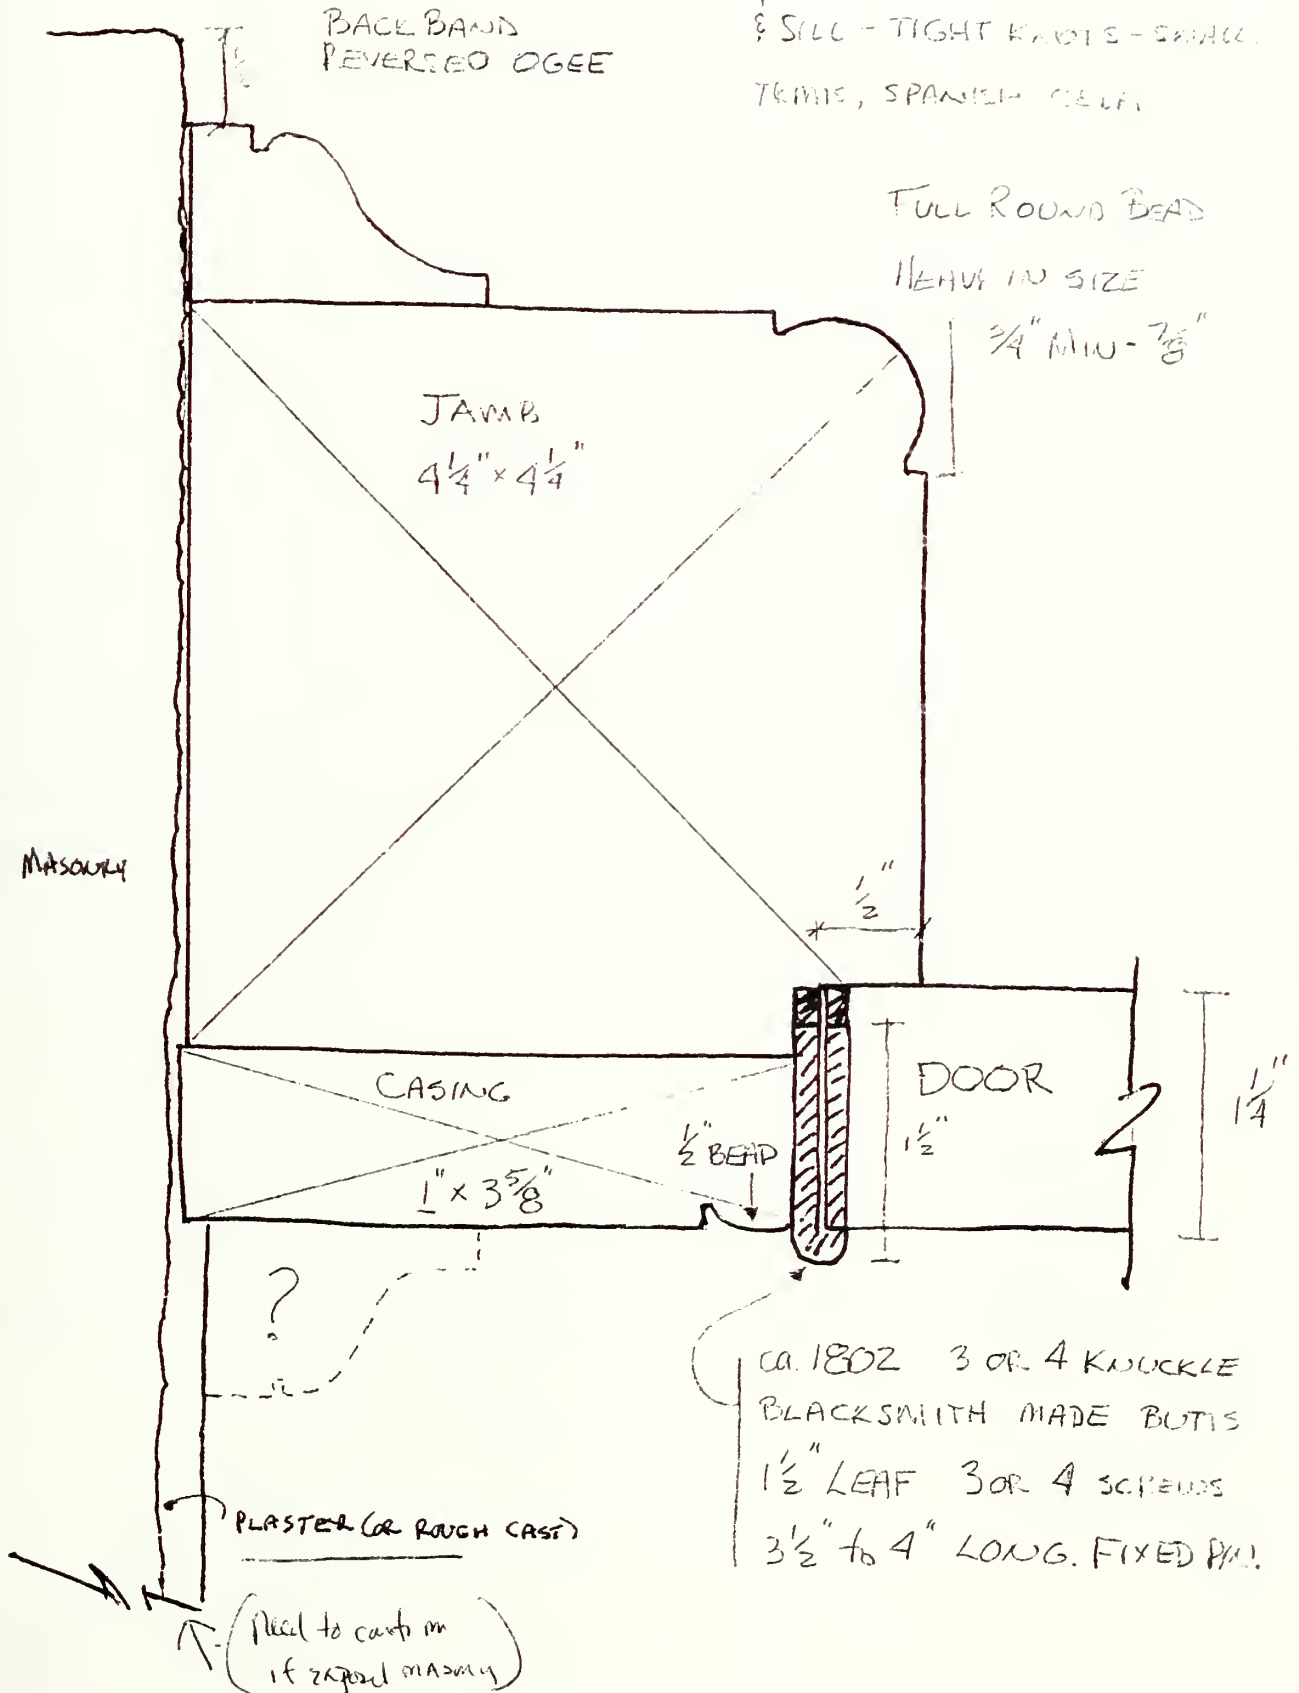 BACK BAND
REVERSED OGEE
& SILL - TIGHT KNOTS - SMALL
SPANISH
FULL ROUND BEAD
HEAVY IN SIZE
3/4" MIN - 7/8"
JAMB
4 1/4" x 4 1/4"
MASONRY
1/2"
CASING
1" x 3 5/8"
1/2" BEAD
DOOR
1 1/2"
1 1/4"
?
ca. 1802 3 OR 4 KNUCKLE
BLACKSMITH MADE BUTTS
1 1/2" LEAF 3 OR 4 SCREWS
3 1/2" to 4" LONG. FIXED PIN.
PLASTER (OR ROUGH CAST)
(Need to confirm
if exposed masonry)